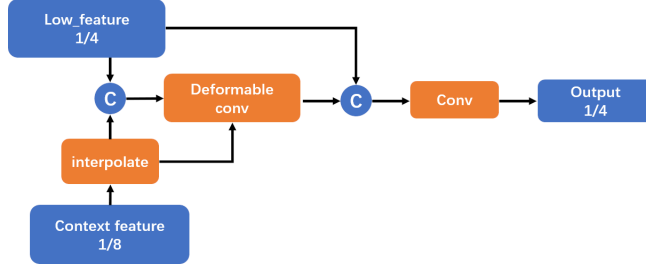 Low_feature
1/4
C
Deformable
conv
C
Conv
Output
1/4
interpolate
Context feature
1/8